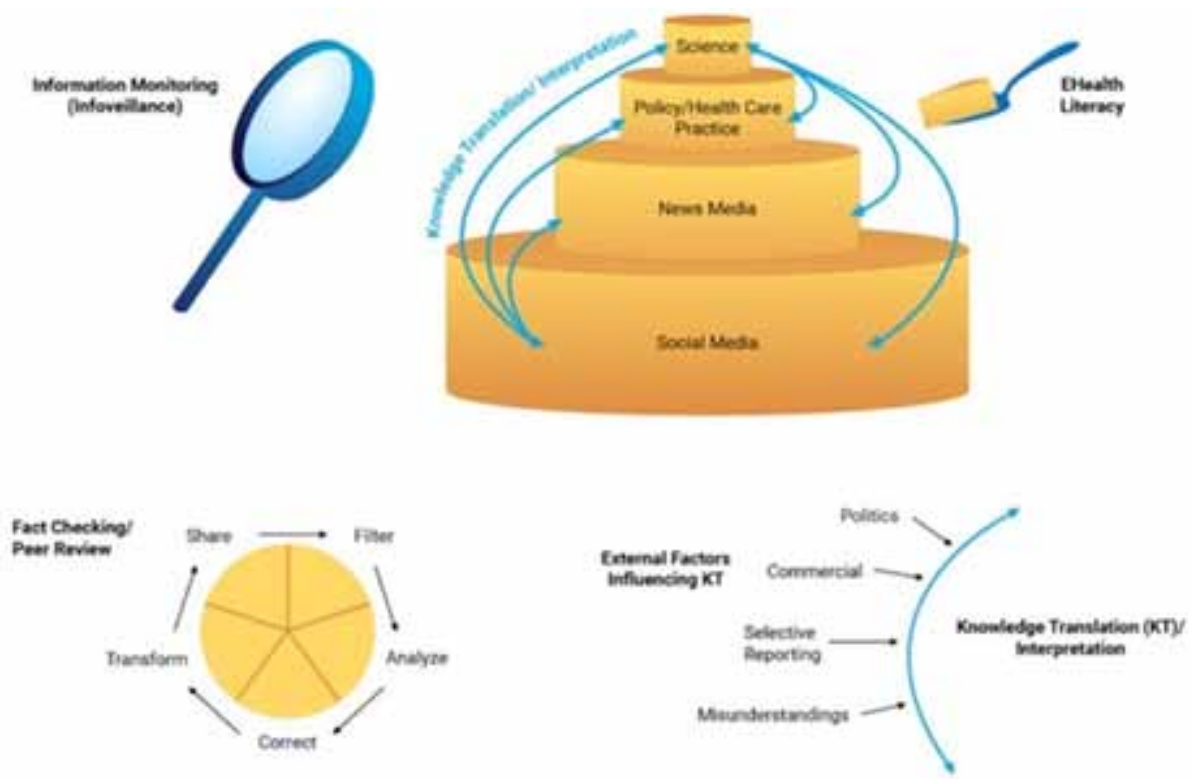 Information Monitoring
(Infoveillance)
Knowledge Translation/ Interpretation
Science
Policy/Health Care
Practice
News Media
Social Media
EHealth
Literacy
Fact Checking/
Peer Review
Share
Filter
Analyze
Correct
Transform
External Factors
Influencing KT
Politics
Commercial
Selective
Reporting
Misunderstandings
Knowledge Translation (KT)/
Interpretation